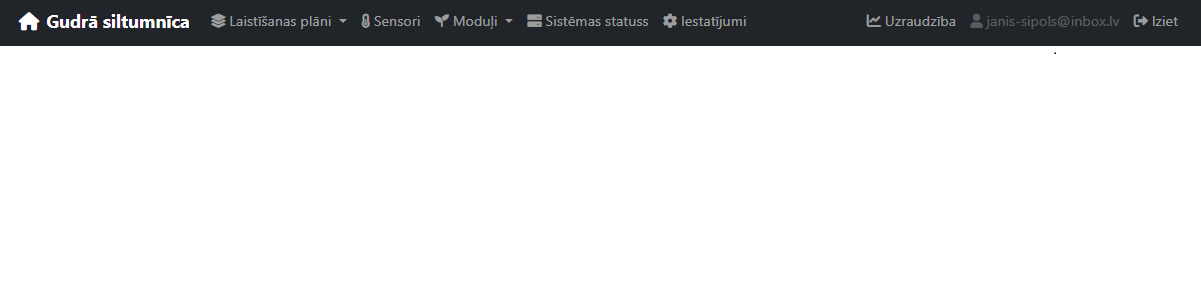 Gudrā siltumnīca Laistīšanas plāni Sensori Moduļi Sistēmas statuss Iestatījumi Uzraudzība janis-sipols@inbox.lv Iziet